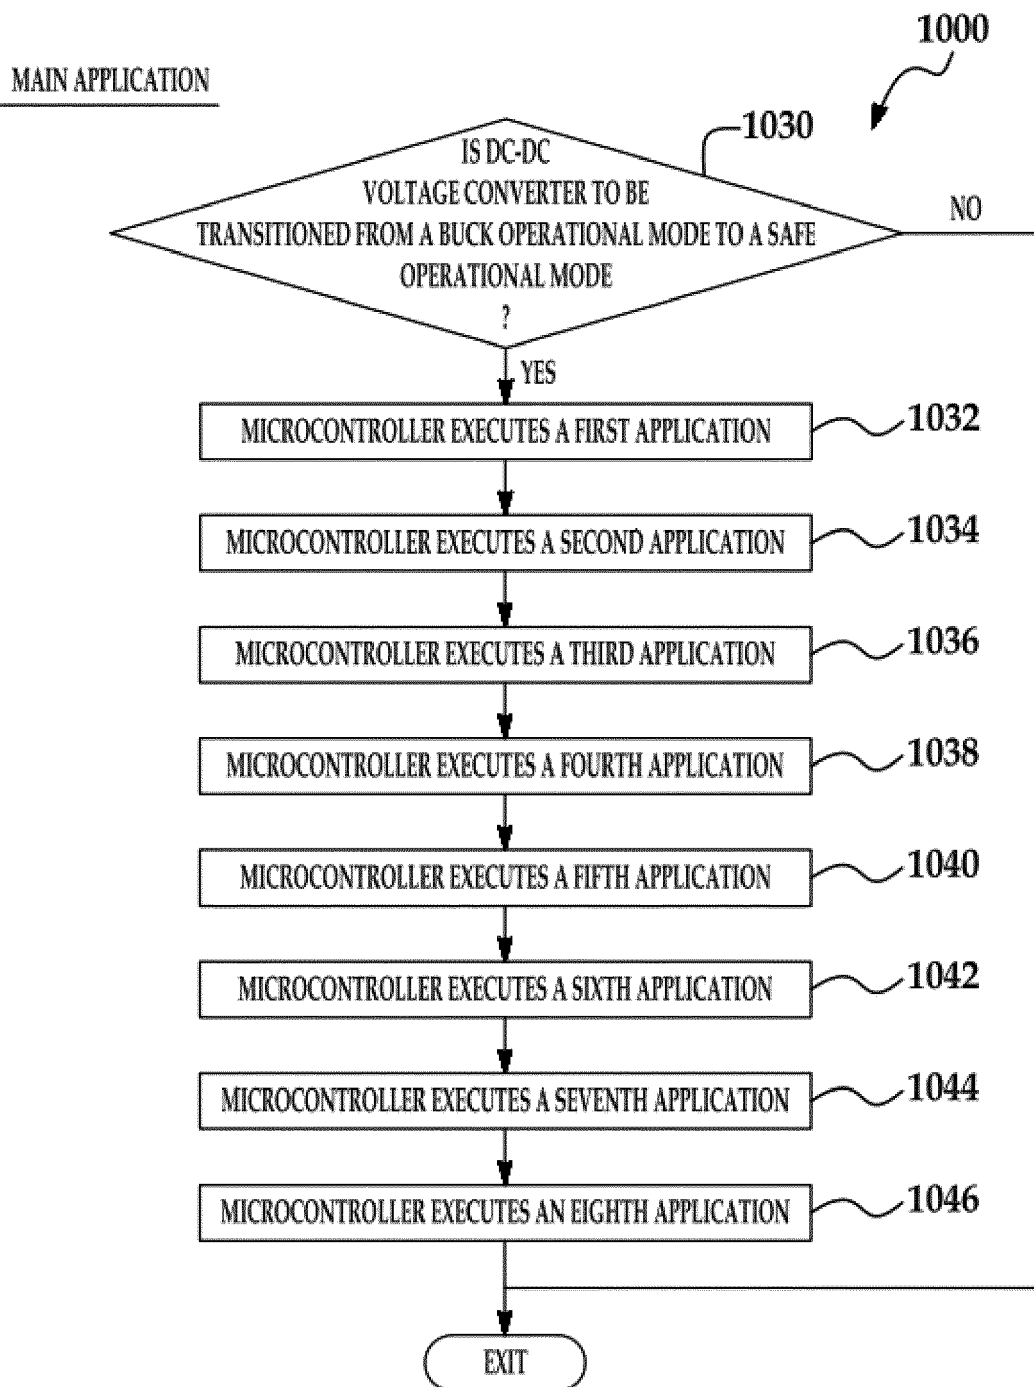 1000
MAIN APPLICATION
1030
IS DC-DC
VOLTAGE CONVERTER TO BE
TRANSITIONED FROM A BUCK OPERATIONAL MODE TO A SAFE
OPERATIONAL MODE
?
NO
YES
MICROCONTROLLER EXECUTES A FIRST APPLICATION
1032
MICROCONTROLLER EXECUTES A SECOND APPLICATION
1034
MICROCONTROLLER EXECUTES A THIRD APPLICATION
1036
MICROCONTROLLER EXECUTES A FOURTH APPLICATION
1038
MICROCONTROLLER EXECUTES A FIFTH APPLICATION
1040
MICROCONTROLLER EXECUTES A SIXTH APPLICATION
1042
MICROCONTROLLER EXECUTES A SEVENTH APPLICATION
1044
MICROCONTROLLER EXECUTES AN EIGHTH APPLICATION
1046
EXIT